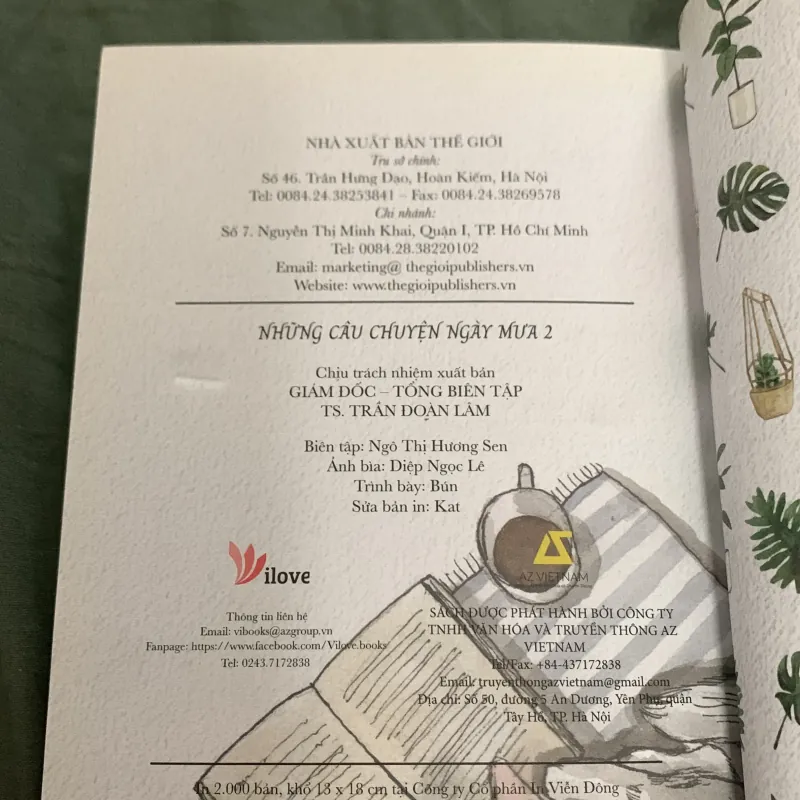 NHÀ XUẤT BẢN THẾ GIỚI
Trụ sở chính:
Số 46. Trần Hưng Đạo, Hoàn Kiếm, Hà Nội
Tel: 0084.24.38253841 – Fax: 0084.24.38269578
Chi nhánh:
Số 7. Nguyễn Thị Minh Khai, Quận I, TP. Hồ Chí Minh
Tel: 0084.28.38220102
Email: marketing@ thegioipublishers.vn
Website: www.thegioipublishers.vn
NHỮNG CÂU CHUYỆN NGÀY MƯA 2
Chịu trách nhiệm xuất bản
GIÁM ĐỐC – TỔNG BIÊN TẬP
TS. TRẦN ĐOÀN LÂM
Biên tập: Ngô Thị Hương Sen
Ảnh bìa: Diệp Ngọc Lê
Trình bày: Bún
Sửa bản in: Kat
Vilove
Thông tin liên hệ
Email: vibooks@azgroup.vn
Fanpage: https://www.facebook.com/Vilove.books
Tel: 0243.7172838
AZ VIETNAM
SÁCH ĐƯỢC PHÁT HÀNH BỞI CÔNG TY
TNHH VĂN HÓA VÀ TRUYỀN THÔNG AZ
VIETNAM
Tel/Fax: +84-437172838
Email: truyenthongazvietnam@gmail.com
Địa chỉ: Số 50, đường 5 An Dương, Yên Phụ, quận
Tây Hồ, TP. Hà Nội
In 2.000 bản, khổ 13 x 18 cm tại Công ty Cổ phần In Viễn Đông